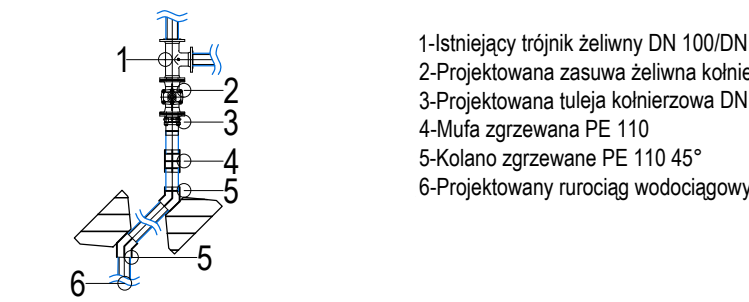 1
2
3
4
5
5
6
1-Istniejący trójnik żeliwny DN 100/DN
2-Projektowana zasuwa żeliwna kołnie
3-Projektowana tuleja kołnierzowa DN
4-Mufa zgrzewana PE 110
5-Kolano zgrzewane PE 110 45°
6-Projektowany rurociąg wodociągowy